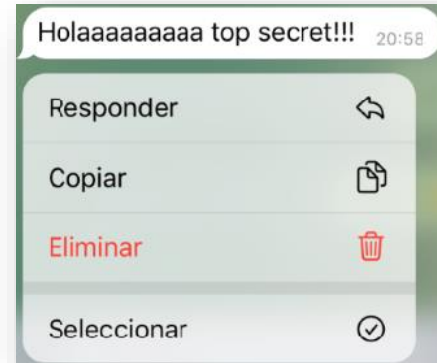 Holaaaaaaaaa top secret!!! 20:58
Responder
Copiar
Eliminar
Seleccionar